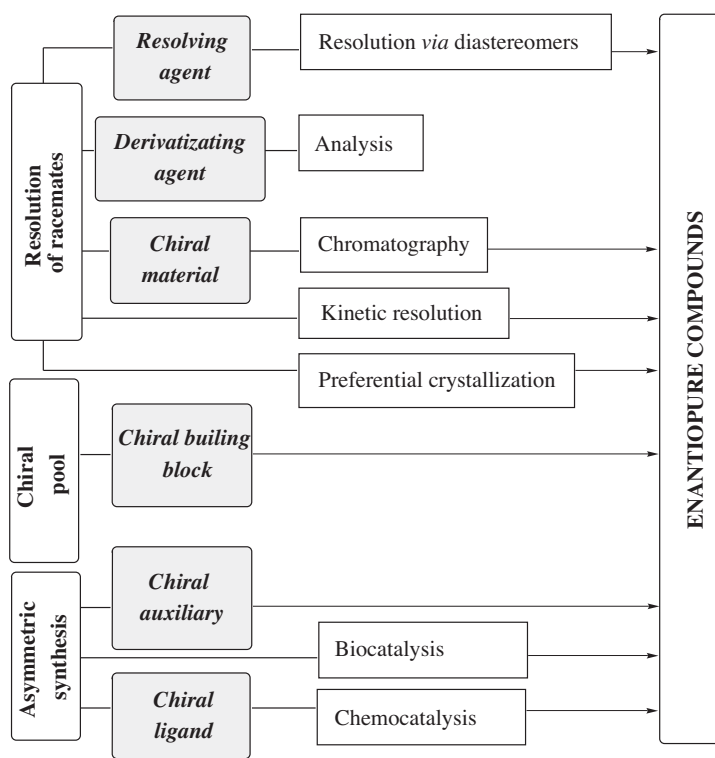 Resolution
of racemates
Resolving
agent
Resolution via diastereomers
Derivatizating
agent
Analysis
Chiral
material
Chromatography
Kinetic resolution
Preferential crystallization
Chiral
pool
Chiral builing
block
Asymmetric
synthesis
Chiral
auxiliary
Biocatalysis
Chiral
ligand
Chemocatalysis
ENANTIOPURE COMPOUNDS